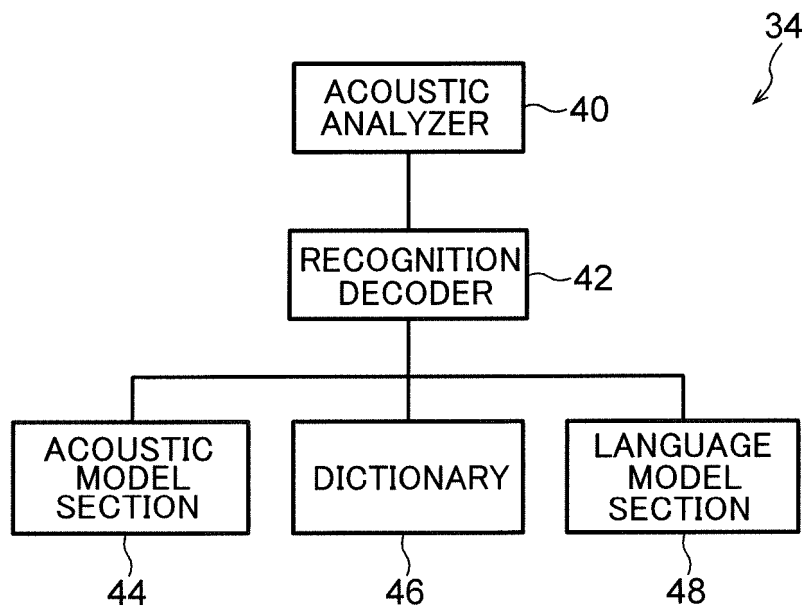 34
ACOUSTIC
ANALYZER
40
RECOGNITION
DECODER
42
ACOUSTIC
MODEL
SECTION
DICTIONARY
LANGUAGE
MODEL
SECTION
44
46
48